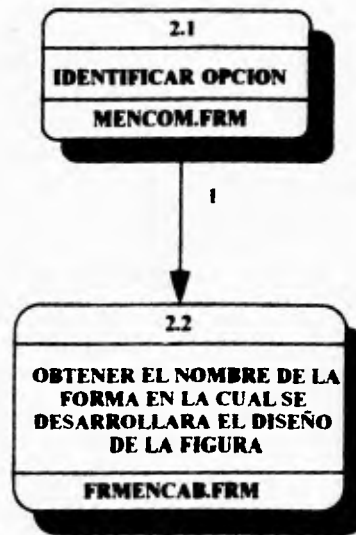 2.1
IDENTIFICAR OPCION
MENCOM.FRM
1
2.2
OBTENER EL NOMBRE DE LA
FORMA EN LA CUAL SE
DESARROLLARA EL DISEÑO
DE LA FIGURA
FRMENCAB.FRM